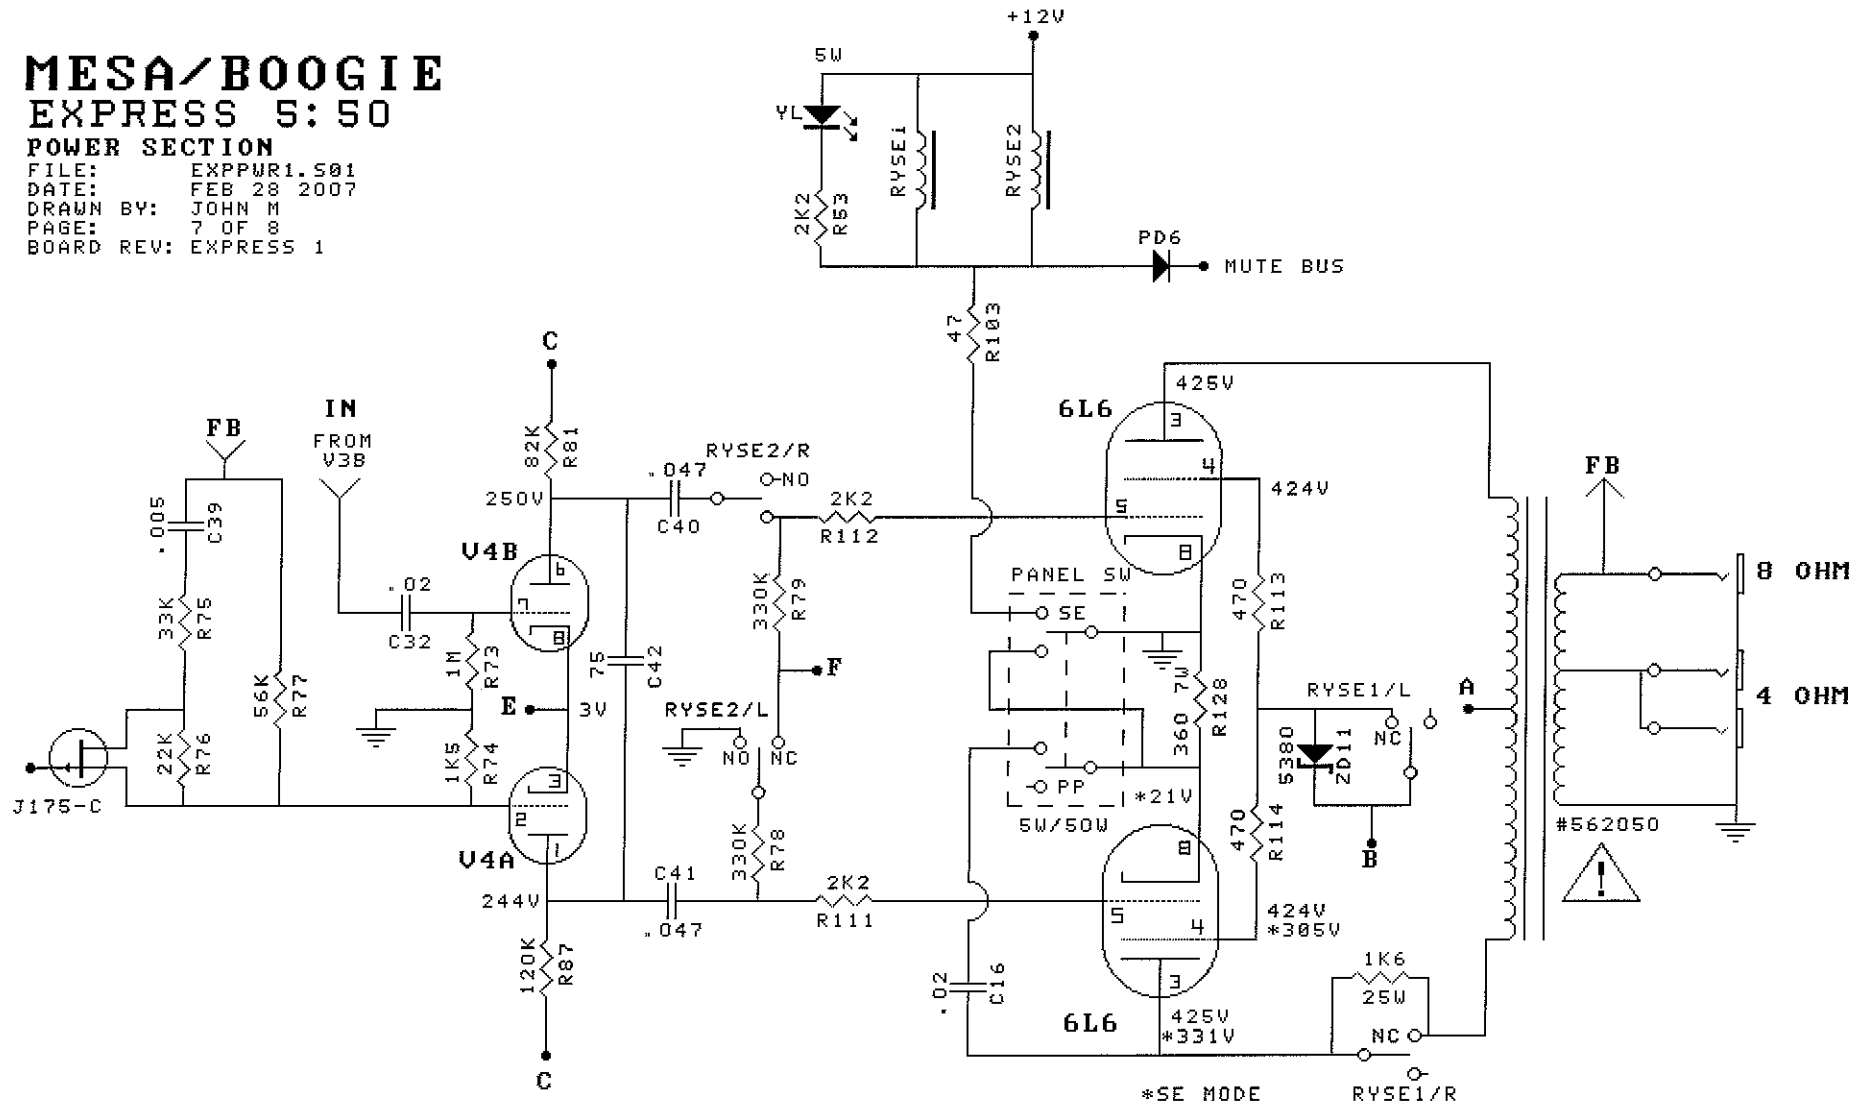 MESA/BOOGIE
EXPRESS 5:50
POWER SECTION
FILE: EXPPWR1.S01
DATE: FEB 28 2007
DRAWN BY: JOHN M
PAGE: 7 OF 8
BOARD REV: EXPRESS 1
+12V
5W
YL
RYSE1
RYSE2
2K2
R53
PD6
MUTE BUS
47
R103
C
82K
R81
250V
IN
FROM
V3B
FB
.005
C39
33K
R75
56K
R77
22K
R76
J175-C
.02
C32
1M
R73
1K5
R74
V4B
6
7
8
E
3V
3
2
1
V4A
244V
120K
R87
C
75
C42
.047
C40
RYSE2/R
NO
2K2
R112
330K
R79
F
RYSE2/L
NO
NC
330K
R78
C41
.047
2K2
R111
6L6
425V
3
4
424V
5
8
PANEL SW
SE
PP
5W/50W
*21V
7W
360
R128
470
R113
470
R114
RYSE1/L
NC
5380
ZD11
A
B
8
5
4
3
424V
*305V
6L6
425V
*331V
.02
C16
1K6
25W
NC
RYSE1/R
*SE MODE
FB
8 OHM
4 OHM
#562050
!